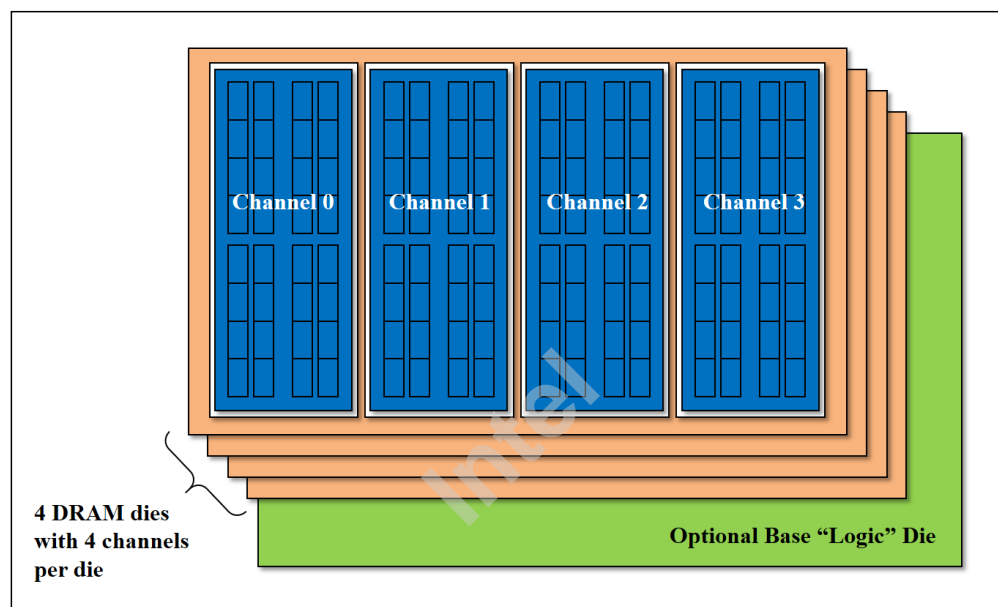 Channel 0
Channel 1
Channel 2
Channel 3
Intel
4 DRAM dies
with 4 channels
per die
Optional Base “Logic” Die